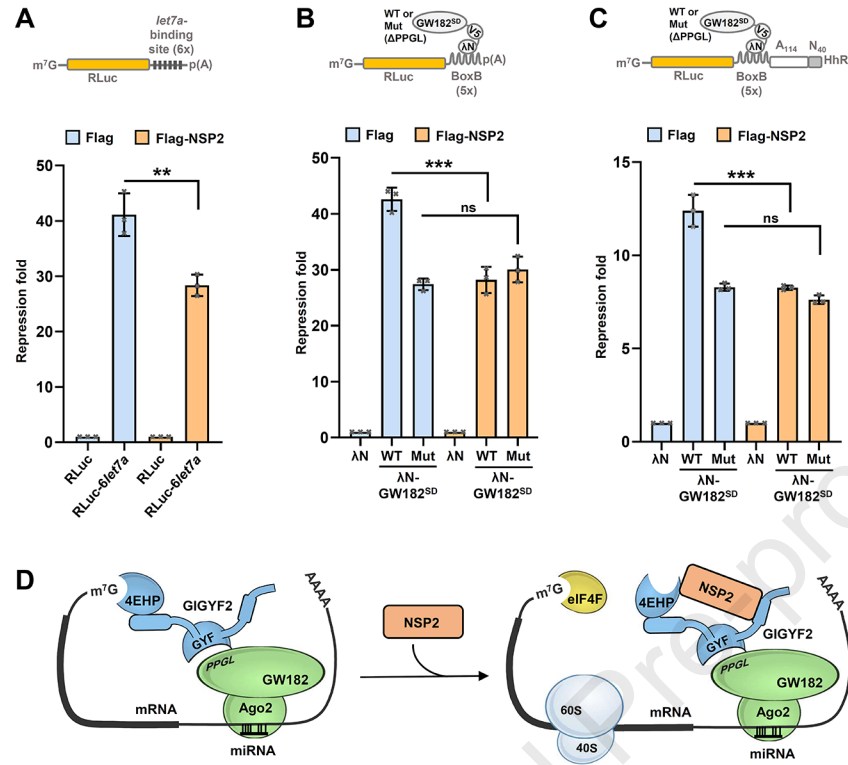 A
let7a-
binding
site (6x)
m⁷G
p(A)
RLuc
Flag
Flag-NSP2
Repression fold
50
40
30
20
10
0
**
RLuc
RLuc-6let7a
RLuc
RLuc-6let7a
B
WT or
Mut
(ΔPPGL)
GW182ˢᴰ
V5
λN
m⁷G
p(A)
RLuc
BoxB
(5x)
Flag
Flag-NSP2
Repression fold
50
40
30
20
10
0
***
ns
λN
WT
Mut
λN
WT
Mut
λN-
GW182ˢᴰ
λN-
GW182ˢᴰ
C
WT or
Mut
(ΔPPGL)
GW182ˢᴰ
V5
λN
A₁₁₄
N₄₀
m⁷G
HhR
RLuc
BoxB
(5x)
Flag
Flag-NSP2
Repression fold
15
10
5
0
***
ns
λN
WT
Mut
λN
WT
Mut
λN-
GW182ˢᴰ
λN-
GW182ˢᴰ
D
m⁷G
4EHP
GIGYF2
GYF
PPGL
GW182
Ago2
mRNA
miRNA
AAAA
NSP2
m⁷G
eIF4F
4EHP
NSP2
GIGYF2
GYF
PPGL
GW182
Ago2
60S
40S
mRNA
miRNA
AAAA